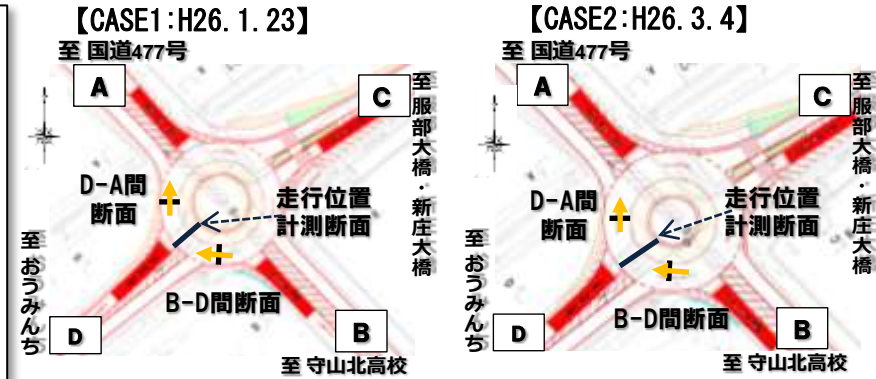 【CASE1:H26.1.23】
至 国道477号
A
C
至 服部大橋・新庄大橋
D-A間
断面
走行位置
計測断面
至 おうみんち
B-D間断面
D
B
至 守山北高校
【CASE2:H26.3.4】
至 国道477号
A
C
至 服部大橋・新庄大橋
D-A間
断面
走行位置
計測断面
至 おうみんち
B-D間断面
D
B
至 守山北高校